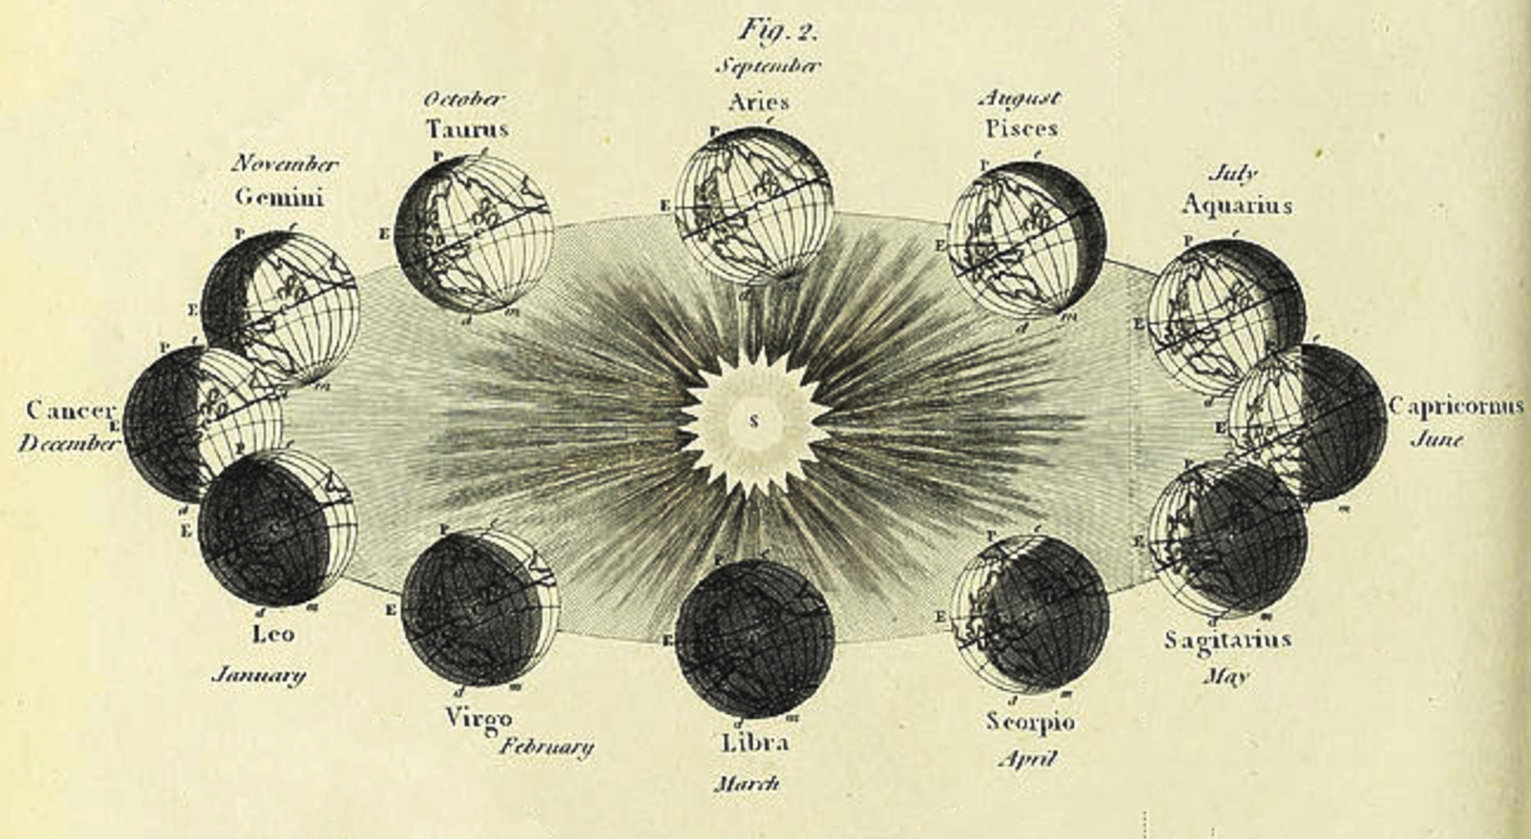 Fig. 2.
September
Aries
October
Taurus
August
Pisces
November
Gemini
July
Aquarius
P e
P e
P e
P e
P e
E
E
E
E
E
d m
d m
d m
m
d
Cancer
December
P
E
d
S
Capricornus
June
e
E
m
P e
E
d m
Leo
January
P e
E
d m
Virgo
February
P e
E
d m
Libra
March
P e
E
d m
Scorpio
April
P
E
d m
Sagitarius
May